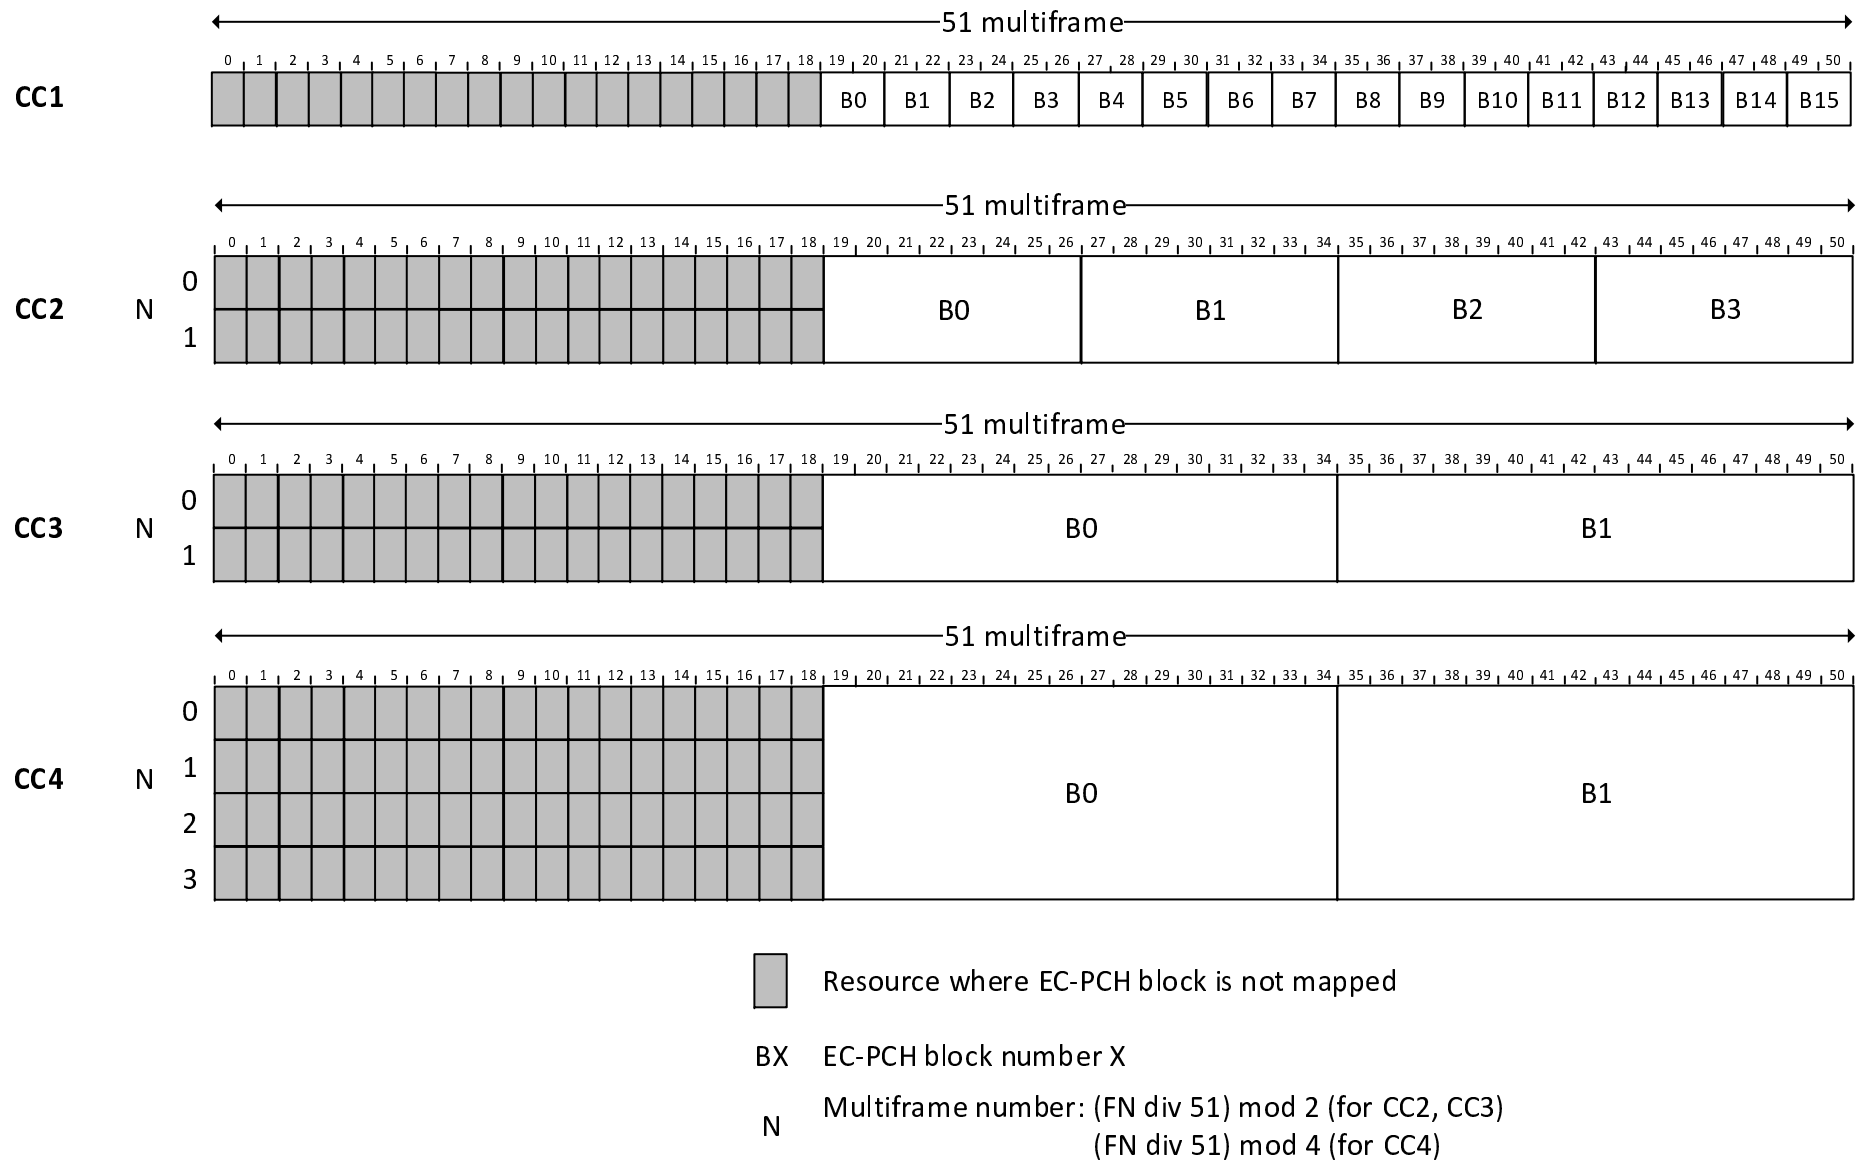 51 multiframe
0 1 2 3 4 5 6 7 8 9 10 11 12 13 14 15 16 17 18 19 20 21 22 23 24 25 26 27 28 29 30 31 32 33 34 35 36 37 38 39 40 41 42 43 44 45 46 47 48 49 50
CC1 B0 B1 B2 B3 B4 B5 B6 B7 B8 B9 B10 B11 B12 B13 B14 B15
51 multiframe
0 1 2 3 4 5 6 7 8 9 10 11 12 13 14 15 16 17 18 19 20 21 22 23 24 25 26 27 28 29 30 31 32 33 34 35 36 37 38 39 40 41 42 43 44 45 46 47 48 49 50
0
CC2 N B0 B1 B2 B3
1
51 multiframe
0 1 2 3 4 5 6 7 8 9 10 11 12 13 14 15 16 17 18 19 20 21 22 23 24 25 26 27 28 29 30 31 32 33 34 35 36 37 38 39 40 41 42 43 44 45 46 47 48 49 50
0
CC3 N B0 B1
1
51 multiframe
0 1 2 3 4 5 6 7 8 9 10 11 12 13 14 15 16 17 18 19 20 21 22 23 24 25 26 27 28 29 30 31 32 33 34 35 36 37 38 39 40 41 42 43 44 45 46 47 48 49 50
0
1
CC4 N B0 B1
2
3
Resource where EC-PCH block is not mapped
BX EC-PCH block number X
N Multiframe number: (FN div 51) mod 2 (for CC2, CC3)
(FN div 51) mod 4 (for CC4)